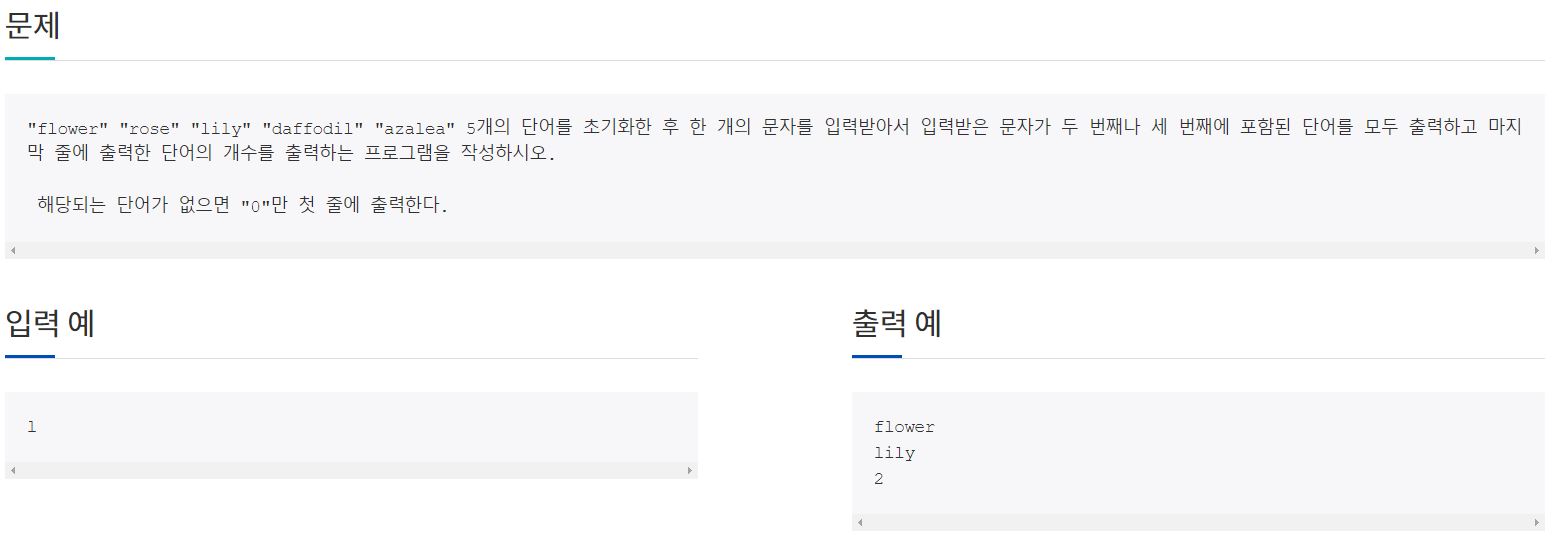 문제
"flower" "rose" "lily" "daffodil" "azalea" 5개의 단어를 초기화한 후 한 개의 문자를 입력받아서 입력받은 문자가 두 번째나 세 번째에 포함된 단어를 모두 출력하고 마지
막 줄에 출력한 단어의 개수를 출력하는 프로그램을 작성하시오.
해당되는 단어가 없으면 "0"만 첫 줄에 출력한다.
입력 예
l
출력 예
flower
lily
2